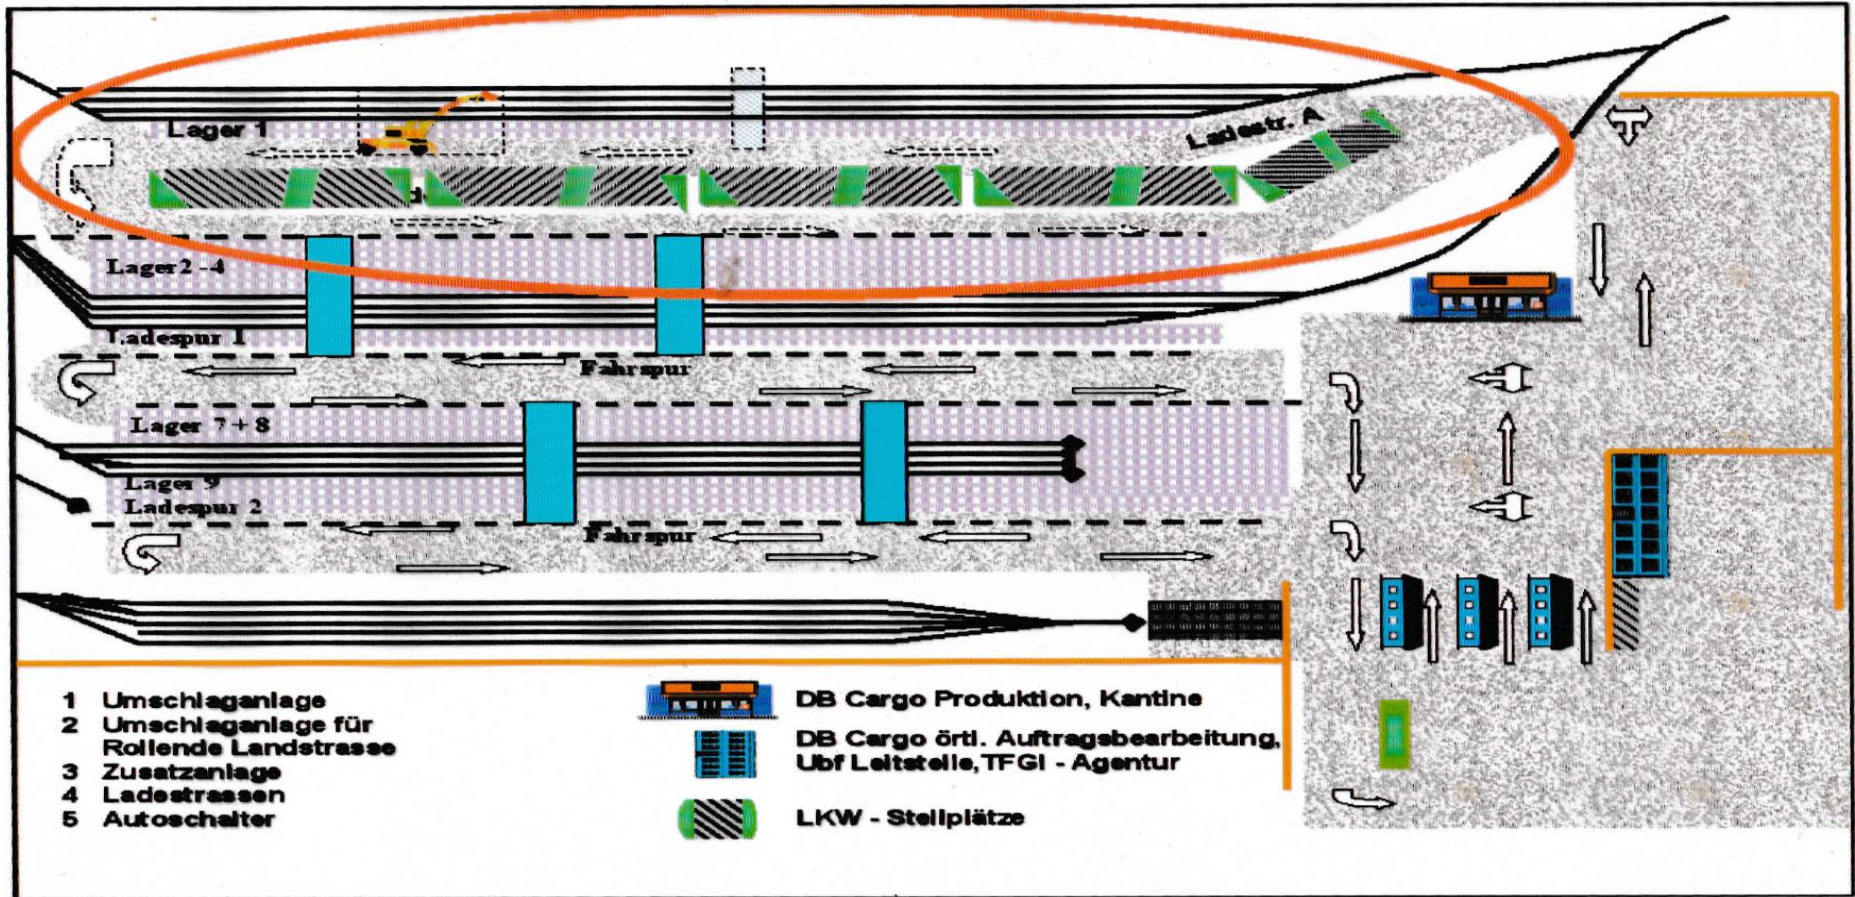 Lager 1
Ladestr. A
Lager 2 - 4
Ladespur 1
Fahrspur
Lager 7 + 8
Lager 9
Ladespur 2
Fahrspur
1 Umschlaganlage
2 Umschlaganlage für
Rollende Landstrasse
3 Zusatzanlage
4 Ladestrassen
5 Autoschalter
DB Cargo Produktion, Kantine
DB Cargo örtl. Auftragsbearbeitung,
Ubf Leitstelle, TFGI - Agentur
LKW - Stellplätze